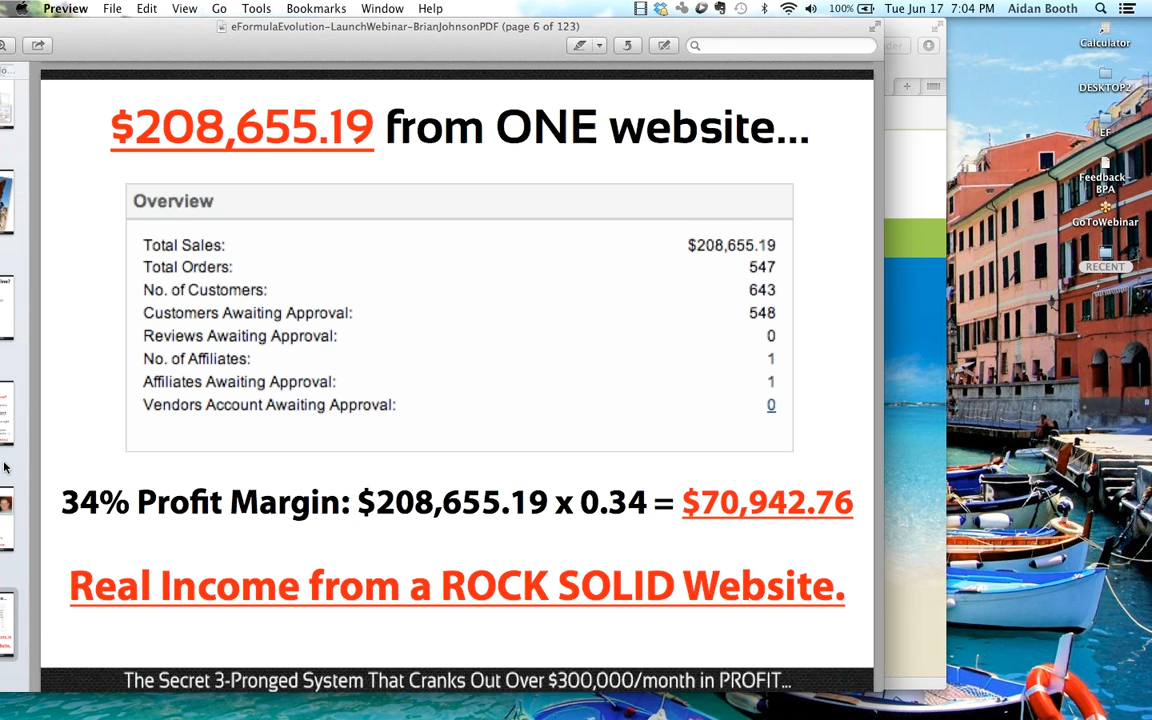 Preview File Edit View Go Tools Bookmarks Window Help 100% Tue Jun 17 7:04 PM Aidan Booth
eFormulaEvolution-LaunchWebinar-BrianJohnsonPDF (page 6 of 123)
$208,655.19 from ONE website...
Overview
Total Sales: $208,655.19
Total Orders: 547
No. of Customers: 643
Customers Awaiting Approval: 548
Reviews Awaiting Approval: 0
No. of Affiliates: 1
Affiliates Awaiting Approval: 1
Vendors Account Awaiting Approval: 0
34% Profit Margin: $208,655.19 x 0.34 = $70,942.76
Real Income from a ROCK SOLID Website.
The Secret 3-Pronged System That Cranks Out Over $300,000/month in PROFIT...
Calculator
DESKTOP2
EF
Feedback-
BPA
GoToWebinar
RECENT